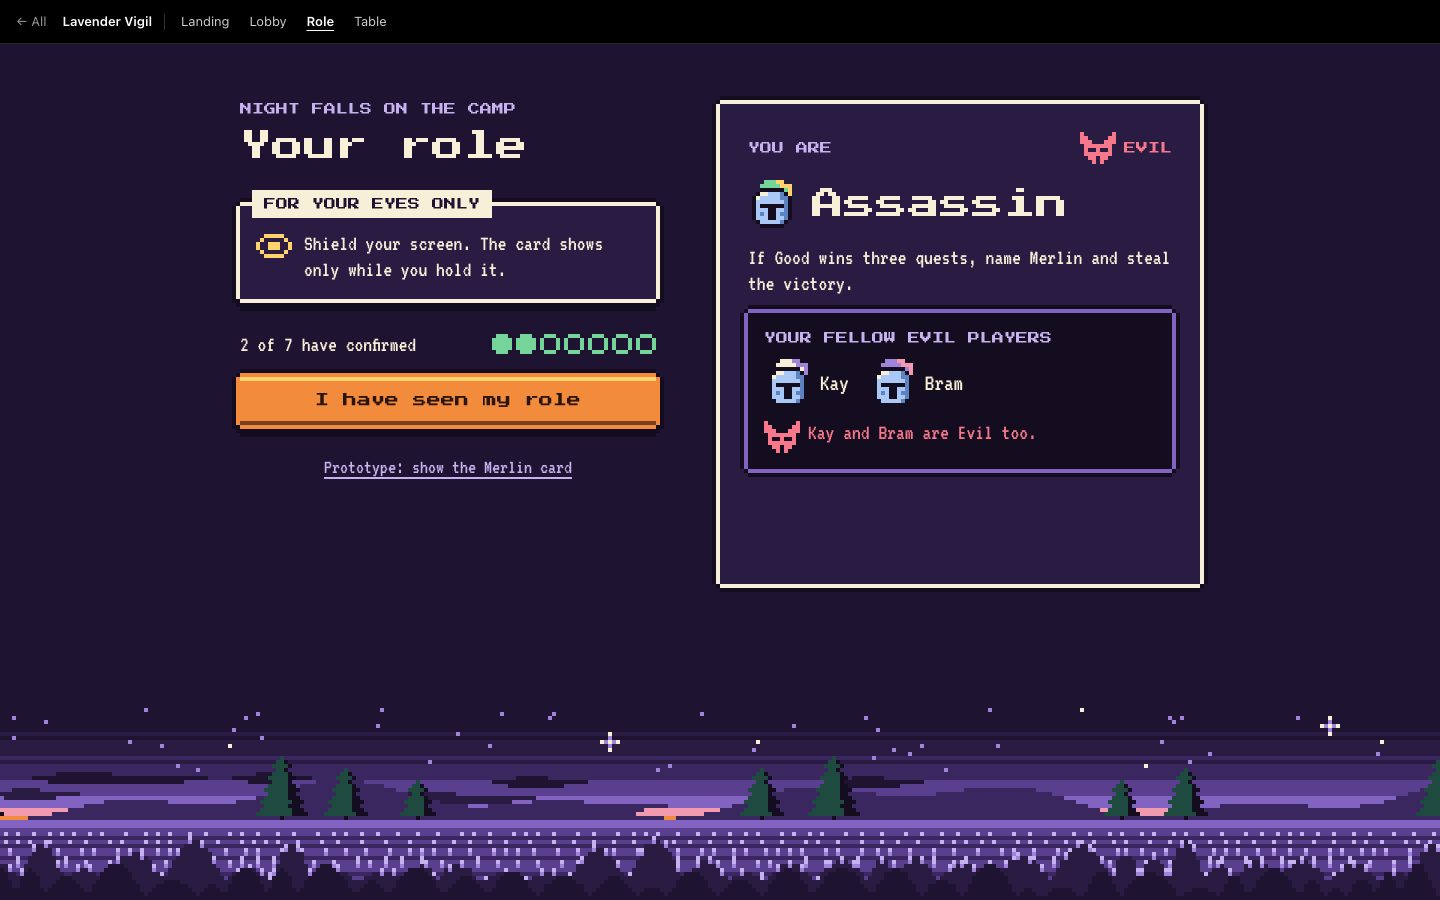 ← All Lavender Vigil Landing Lobby Role Table
NIGHT FALLS ON THE CAMP
Your role
FOR YOUR EYES ONLY
Shield your screen. The card shows
only while you hold it.
2 of 7 have confirmed
I have seen my role
Prototype: show the Merlin card
YOU ARE
EVIL
Assassin
If Good wins three quests, name Merlin and steal
the victory.
YOUR FELLOW EVIL PLAYERS
Kay Bram
Kay and Bram are Evil too.